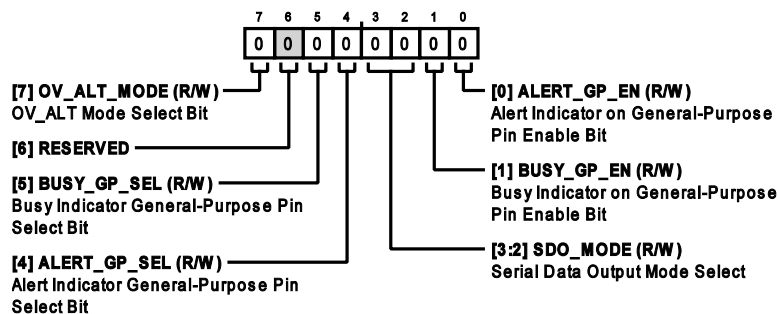 7 6 5 4 3 2 1 0
0 0 0 0 0 0 0 0
[7] OV_ALT_MODE (R/W)
OV_ALT Mode Select Bit
[6] RESERVED
[5] BUSY_GP_SEL (R/W)
Busy Indicator General-Purpose Pin
Select Bit
[4] ALERT_GP_SEL (R/W)
Alert Indicator General-Purpose Pin
Select Bit
[0] ALERT_GP_EN (R/W)
Alert Indicator on General-Purpose
Pin Enable Bit
[1] BUSY_GP_EN (R/W)
Busy Indicator on General-Purpose
Pin Enable Bit
[3:2] SDO_MODE (R/W)
Serial Data Output Mode Select